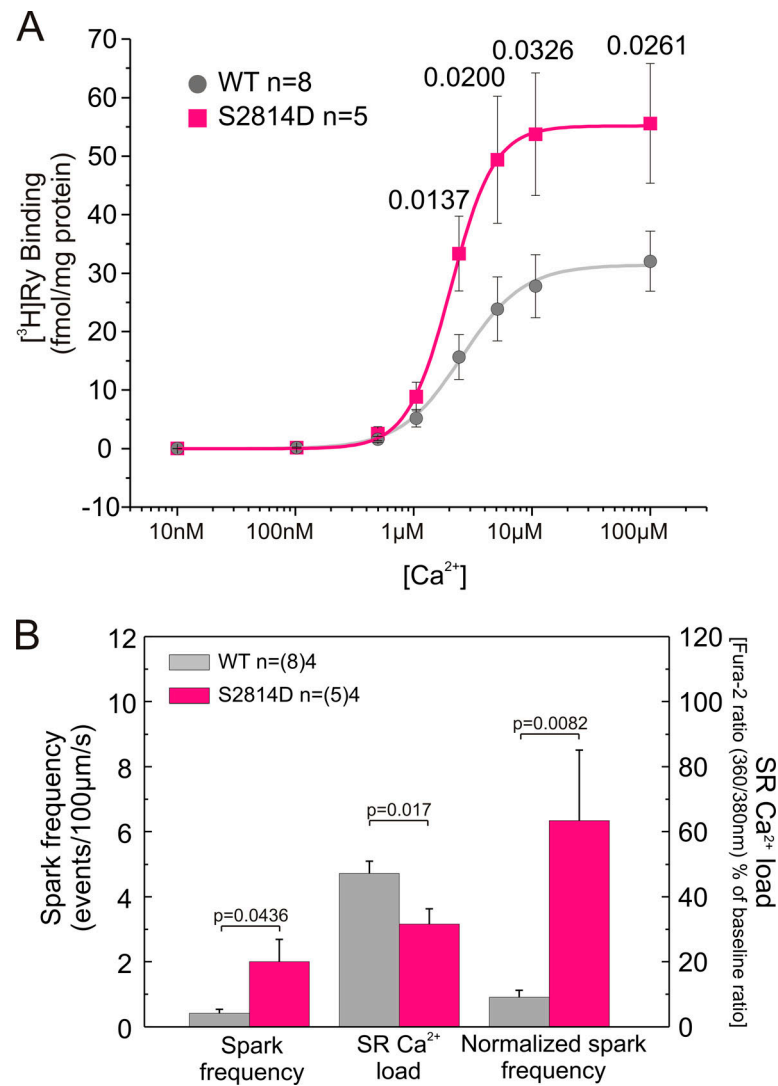 A
70
60
50
40
30
20
10
0
-10
[³H]Ry Binding
(fmol/mg protein)
WT n=8
S2814D n=5
0.0137
0.0200
0.0326
0.0261
10nM
100nM
1µM
10µM
100µM
[Ca²⁺]
B
12
10
8
6
4
2
0
Spark frequency
(events/100µm/s)
WT n=(8)4
S2814D n=(5)4
p=0.0436
p=0.017
p=0.0082
120
100
80
60
40
20
0
SR Ca²⁺ load
[Fura-2 ratio (360/380nm) % of baseline ratio]
Spark
frequency
SR Ca²⁺
load
Normalized spark
frequency